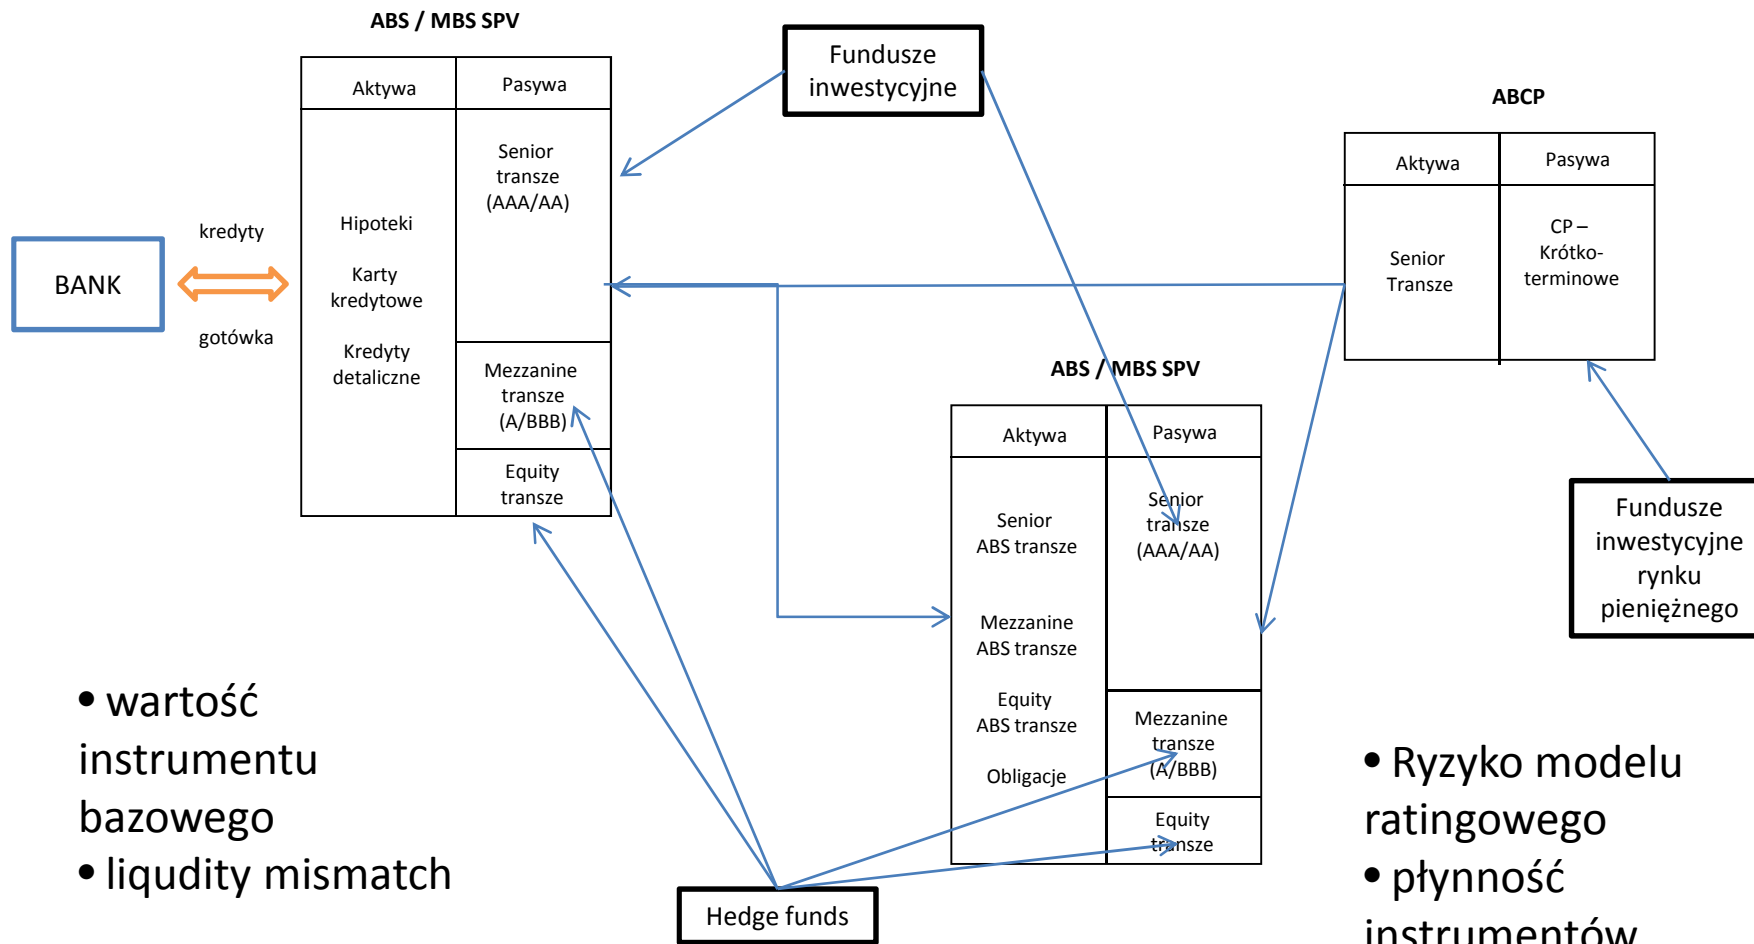 ABS / MBS SPV
Aktywa
Pasywa
Hipoteki
Karty
kredytowe
Kredyty
detaliczne
Senior
transze
(AAA/AA)
Mezzanine
transze
(A/BBB)
Equity
transze
BANK
kredyty
gotówka
Fundusze
inwestycyjne
ABCP
Aktywa
Pasywa
Senior
Transze
CP –
Krótko-
terminowe
ABS / MBS SPV
Aktywa
Pasywa
Senior
ABS transze
Mezzanine
ABS transze
Equity
ABS transze
Obligacje
Senior
transze
(AAA/AA)
Mezzanine
transze
(A/BBB)
Equity
transze
Fundusze
inwestycyjne
rynku
pieniężnego
• wartość
instrumentu
bazowego
• liqudity mismatch
Hedge funds
• Ryzyko modelu
ratingowego
• płynność
instrumentów